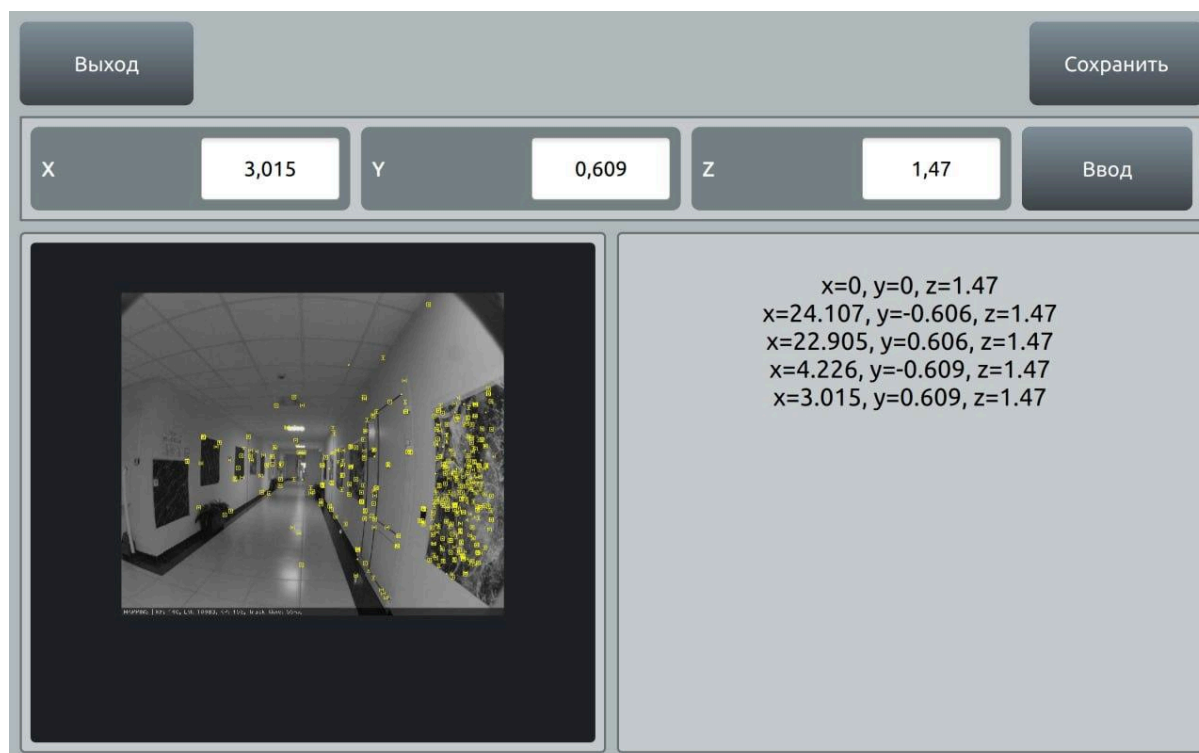 Выход
Сохранить
X 3,015 Y 0,609 Z 1,47 Ввод
x=0, y=0, z=1.47
x=24.107, y=-0.606, z=1.47
x=22.905, y=0.606, z=1.47
x=4.226, y=-0.609, z=1.47
x=3.015, y=0.609, z=1.47